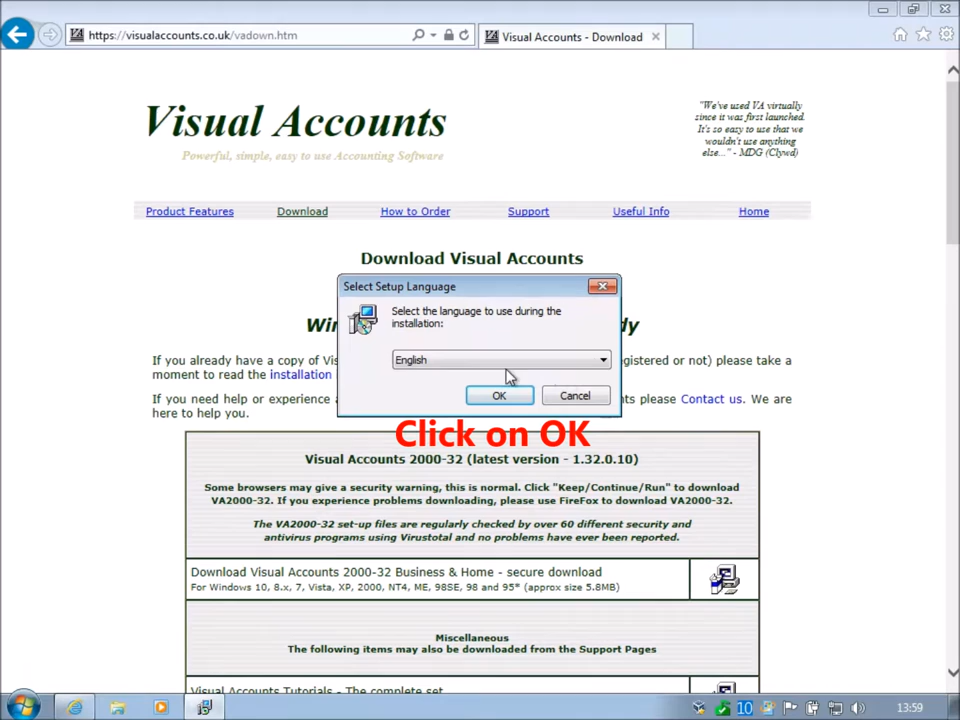 https://visualaccounts.co.uk/vadown.htm
Visual Accounts - Download
Visual Accounts
Powerful, simple, easy to use Accounting Software
"We've used VA virtually
since it was first launched.
It's so easy to use that we
wouldn't use anything
else..." - MDG (Clywd)
Product Features
Download
How to Order
Support
Useful Info
Home
Download Visual Accounts
Select Setup Language
Select the language to use during the
installation:
English
OK
Cancel
If you already have a copy of
registered or not) please take a
moment to read the installation
If you need help or experience
please Contact us. We are
here to help you.
Click on OK
Visual Accounts 2000-32 (latest version - 1.32.0.10)
Some browsers may give a security warning, this is normal. Click "Keep/Continue/Run" to download
VA2000-32. If you experience problems downloading, please use FireFox to download VA2000-32.
The VA2000-32 set-up files are regularly checked by over 60 different security and
antivirus programs using Virustotal and no problems have ever been reported.
Download Visual Accounts 2000-32 Business & Home - secure download
For Windows 10, 8.x, 7, Vista, XP, 2000, NT4, ME, 98SE, 98 and 95* (approx size 5.8MB)
Miscellaneous
The following items may also be downloaded from the Support Pages
Visual Accounts Tutorials - The complete set
10
13:59